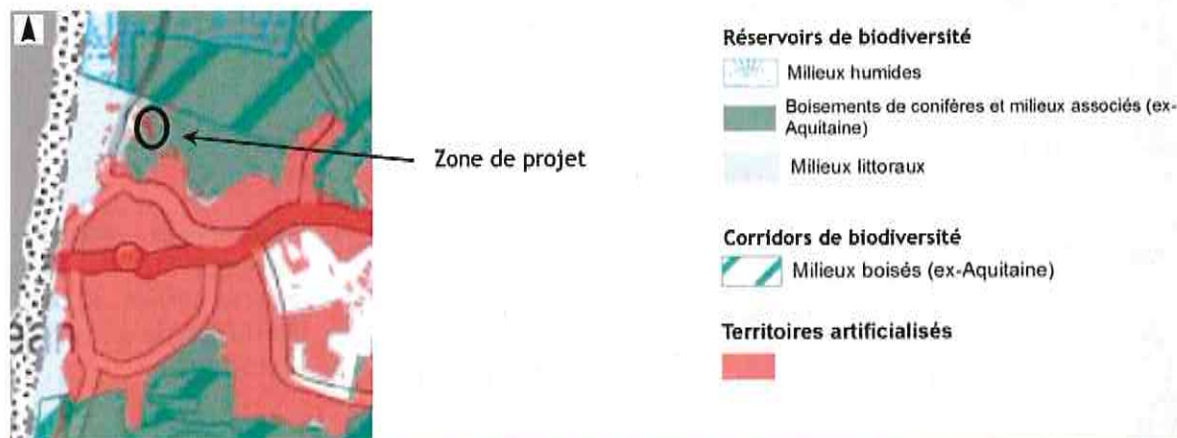 Zone de projet
Réservoirs de biodiversité
Milieux humides
Boisements de conifères et milieux associés (ex-
Aquitaine)
Milieux littoraux
Corridors de biodiversité
Milieux boisés (ex-Aquitaine)
Territoires artificialisés